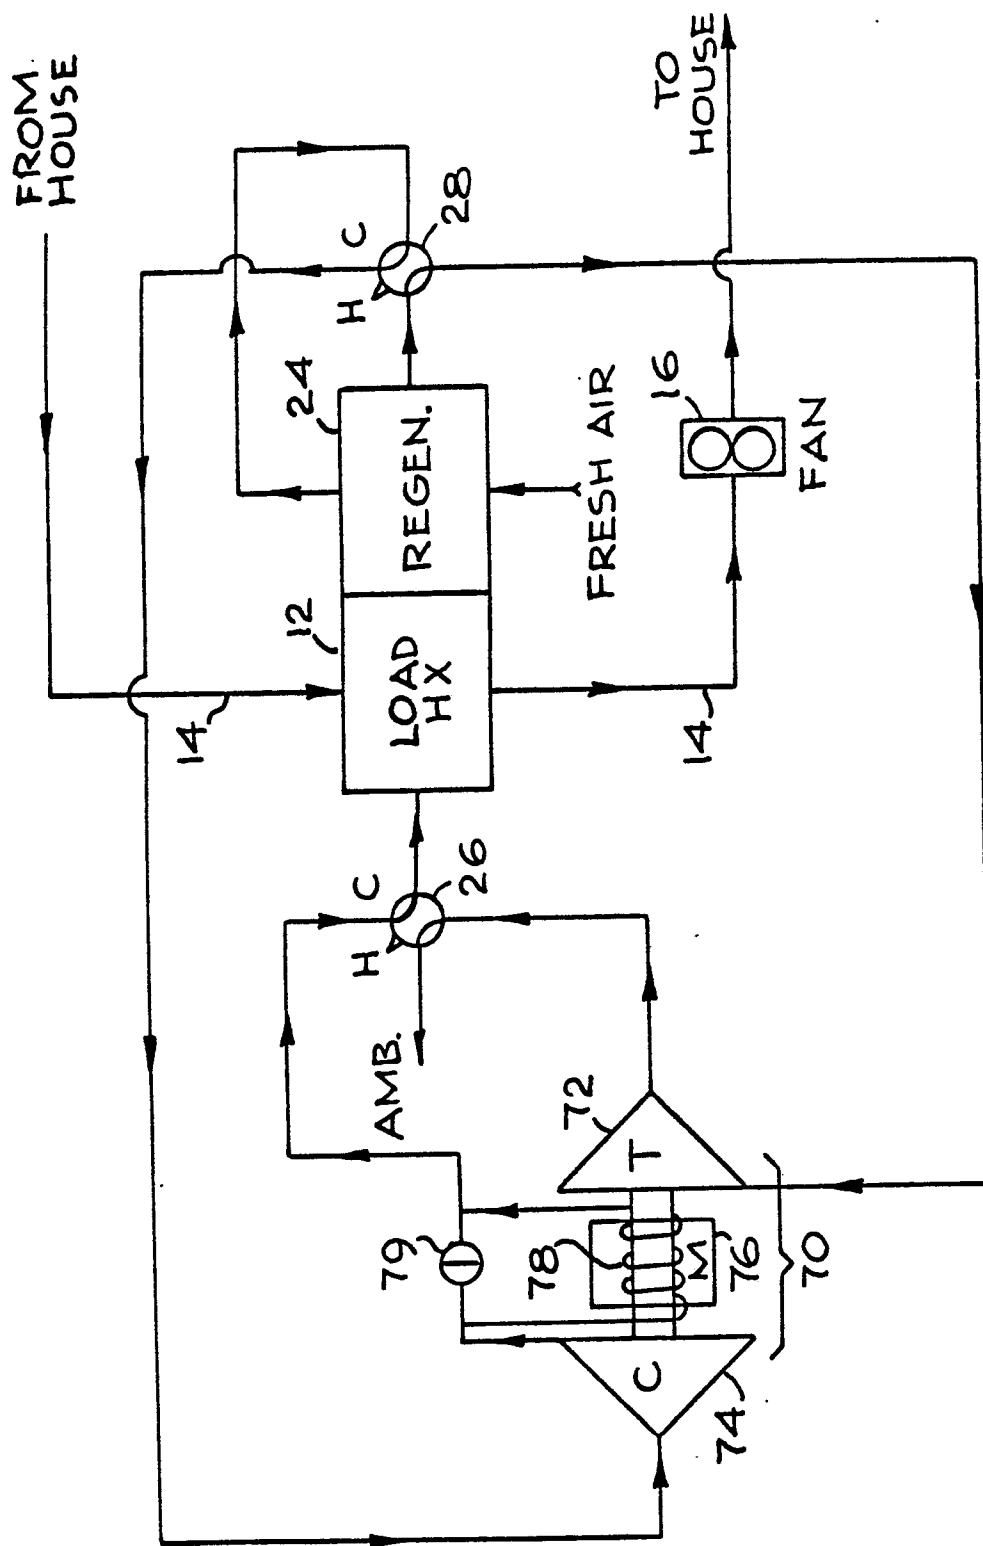 FROM.
HOUSE
TO
HOUSE
C
H
28
24
REGEN.
FRESH AIR
16
FAN
12
LOAD
HX
14
14
C
H
26
AMB.
72
T
79
78
M
76
70
C
74